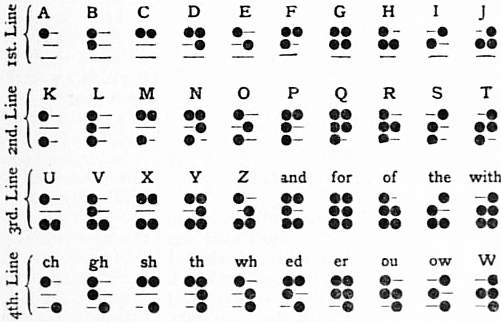 1st. Line A B C D E F G H I J
2nd. Line K L M N O P Q R S T
3rd. Line U V X Y Z and for of the with
4th. Line ch gh sh th wh ed er ou ow W